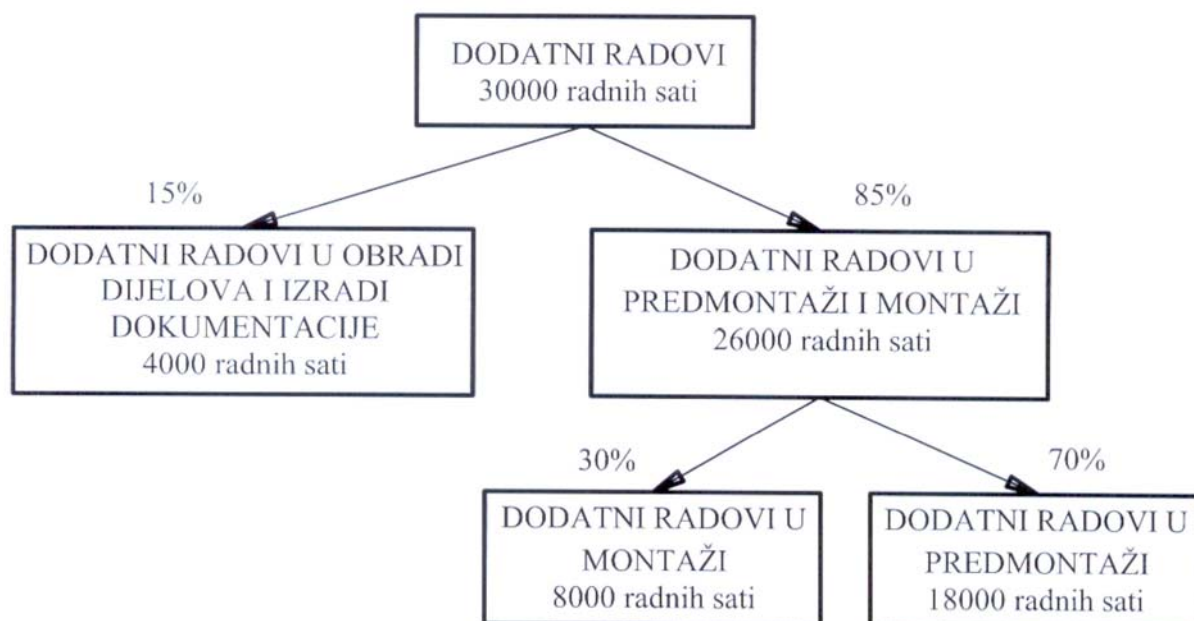 DODATNI RADOVI
30000 radnih sati
15%
85%
DODATNI RADOVI U OBRADI
DIJELOVA I IZRADI
DOKUMENTACIJE
4000 radnih sati
DODATNI RADOVI U
PREDMONTAŽI I MONTAŽI
26000 radnih sati
30%
70%
DODATNI RADOVI U
MONTAŽI
8000 radnih sati
DODATNI RADOVI U
PREDMONTAŽI
18000 radnih sati